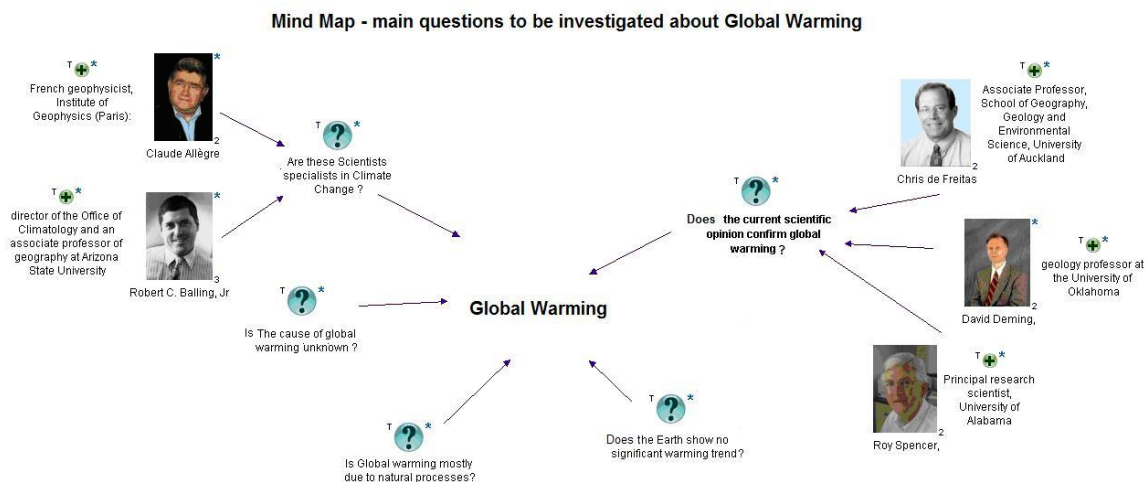 Mind Map - main questions to be investigated about Global Warming
T
*
French geophysicist,
Institute of
Geophysics (Paris):
*
2
Claude Allègre
T
*
Are these Scientists
specialists in Climate
Change ?
T
*
director of the Office of
Climatology and an
associate professor of
geography at Arizona
State University
*
3
Robert C. Balling, Jr
T
*
Is The cause of global
warming unknown ?
Global Warming
T
*
Is Global warming mostly
due to natural processes?
T
*
Does the Earth show no
significant warming trend?
T
*
Does the current scientific
opinion confirm global
warming ?
2
Chris de Freitas
T
*
Associate Professor,
School of Geography,
Geology and
Environmental
Science, University
of Auckland
*
2
David Deming,
T
*
geology professor at
the University of
Oklahoma
2
Roy Spencer,
T
*
Principal research
scientist,
University of
Alabama